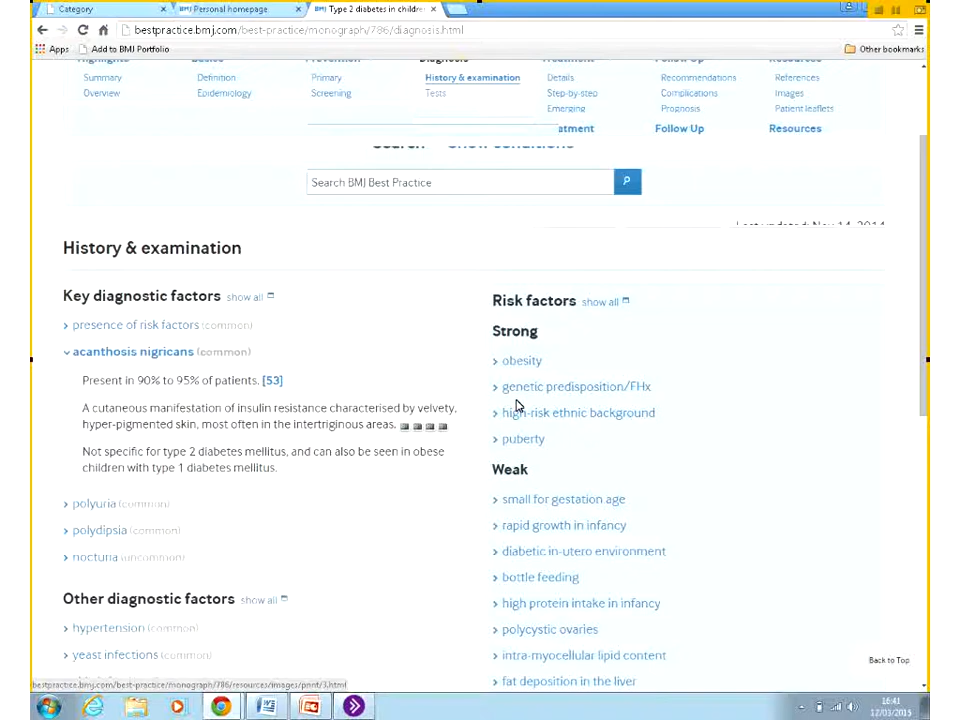 Category
Personal homepage
Type 2 diabetes in childre
bestpractice.bmj.com/best-practice/monograph/786/diagnosis.html
Apps
Add to BMJ Portfolio
Other bookmarks
Summary
Definition
Primary
History & examination
Details
Recommendations
References
Overview
Epidemiology
Screening
Tests
Step-by-step
Complications
Images
Emerging
Prognosis
Patient leaflets
atment
Follow Up
Resources
Search BMJ Best Practice
Last updated: Nov 14, 2014
History & examination
Key diagnostic factors show all
presence of risk factors (common)
acanthosis nigricans (common)
Present in 90% to 95% of patients. [53]
A cutaneous manifestation of insulin resistance characterised by velvety,
hyper-pigmented skin, most often in the intertriginous areas.
Not specific for type 2 diabetes mellitus, and can also be seen in obese
children with type 1 diabetes mellitus.
polyuria (common)
polydipsia (common)
nocturia (uncommon)
Other diagnostic factors show all
hypertension (common)
yeast infections (common)
Risk factors show all
Strong
obesity
genetic predisposition/FHx
high-risk ethnic background
puberty
Weak
small for gestation age
rapid growth in infancy
diabetic in-utero environment
bottle feeding
high protein intake in infancy
polycystic ovaries
intra-myocellular lipid content
fat deposition in the liver
Back to Top
bestpractice.bmj.com/best-practice/monograph/786/resources/images/print/3.html
16:41
12/03/2015